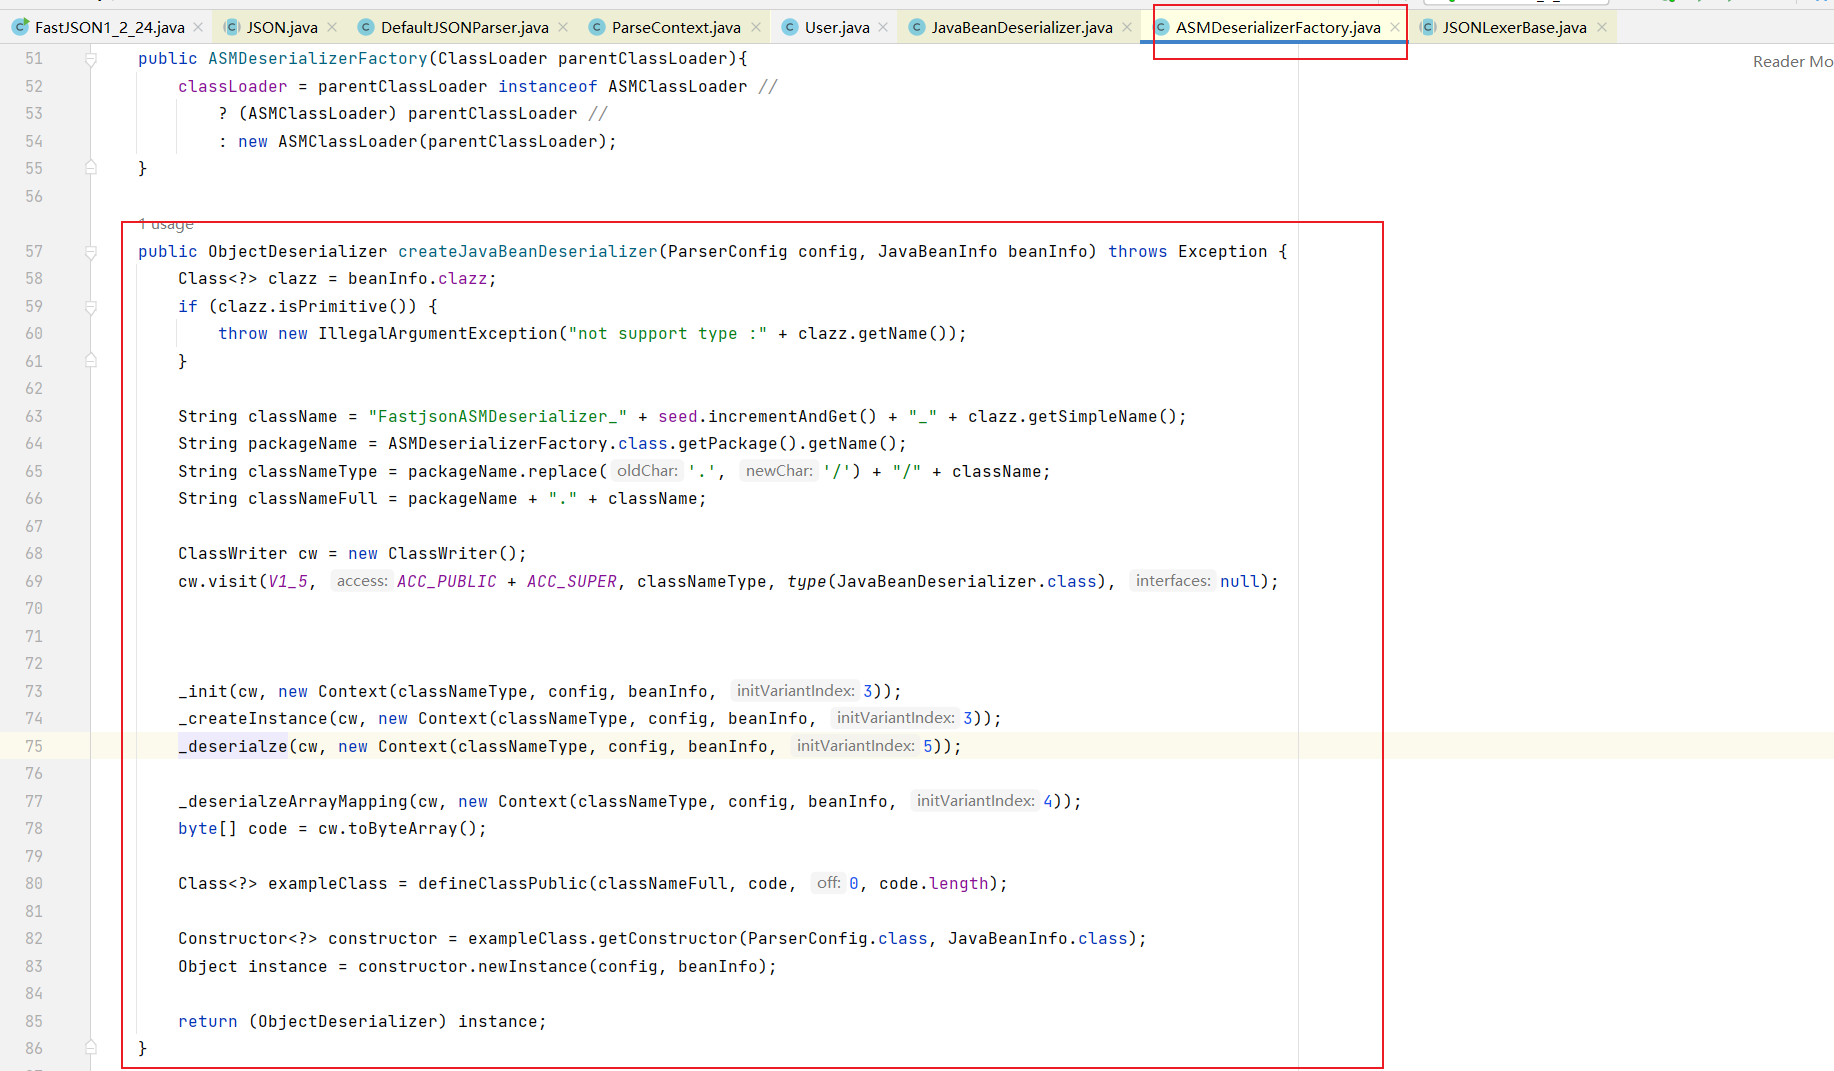 FastJSON1_2_24.java JSON.java DefaultJSONParser.java ParseContext.java User.java JavaBeanDeserializer.java ASMDeserializerFactory.java JSONLexerBase.java
Reader Mo
51 public ASMDeserializerFactory(ClassLoader parentClassLoader){
52 classLoader = parentClassLoader instanceof ASMClassLoader //
53 ? (ASMClassLoader) parentClassLoader //
54 : new ASMClassLoader(parentClassLoader);
55 }
56
1 usage
57 public ObjectDeserializer createJavaBeanDeserializer(ParserConfig config, JavaBeanInfo beanInfo) throws Exception {
58 Class<?> clazz = beanInfo.clazz;
59 if (clazz.isPrimitive()) {
60 throw new IllegalArgumentException("not support type :" + clazz.getName());
61 }
62
63 String className = "FastjsonASMDeserializer_" + seed.incrementAndGet() + "_" + clazz.getSimpleName();
64 String packageName = ASMDeserializerFactory.class.getPackage().getName();
65 String classNameType = packageName.replace( oldChar: '.', newChar: '/') + "/" + className;
66 String classNameFull = packageName + "." + className;
67
68 ClassWriter cw = new ClassWriter();
69 cw.visit(V1_5, access: ACC_PUBLIC + ACC_SUPER, classNameType, type(JavaBeanDeserializer.class), interfaces: null);
70
71
72
73 _init(cw, new Context(classNameType, config, beanInfo, initVariantIndex: 3));
74 _createInstance(cw, new Context(classNameType, config, beanInfo, initVariantIndex: 3));
75 _deserialze(cw, new Context(classNameType, config, beanInfo, initVariantIndex: 5));
76
77 _deserialzeArrayMapping(cw, new Context(classNameType, config, beanInfo, initVariantIndex: 4));
78 byte[] code = cw.toByteArray();
79
80 Class<?> exampleClass = defineClassPublic(classNameFull, code, off: 0, code.length);
81
82 Constructor<?> constructor = exampleClass.getConstructor(ParserConfig.class, JavaBeanInfo.class);
83 Object instance = constructor.newInstance(config, beanInfo);
84
85 return (ObjectDeserializer) instance;
86 }